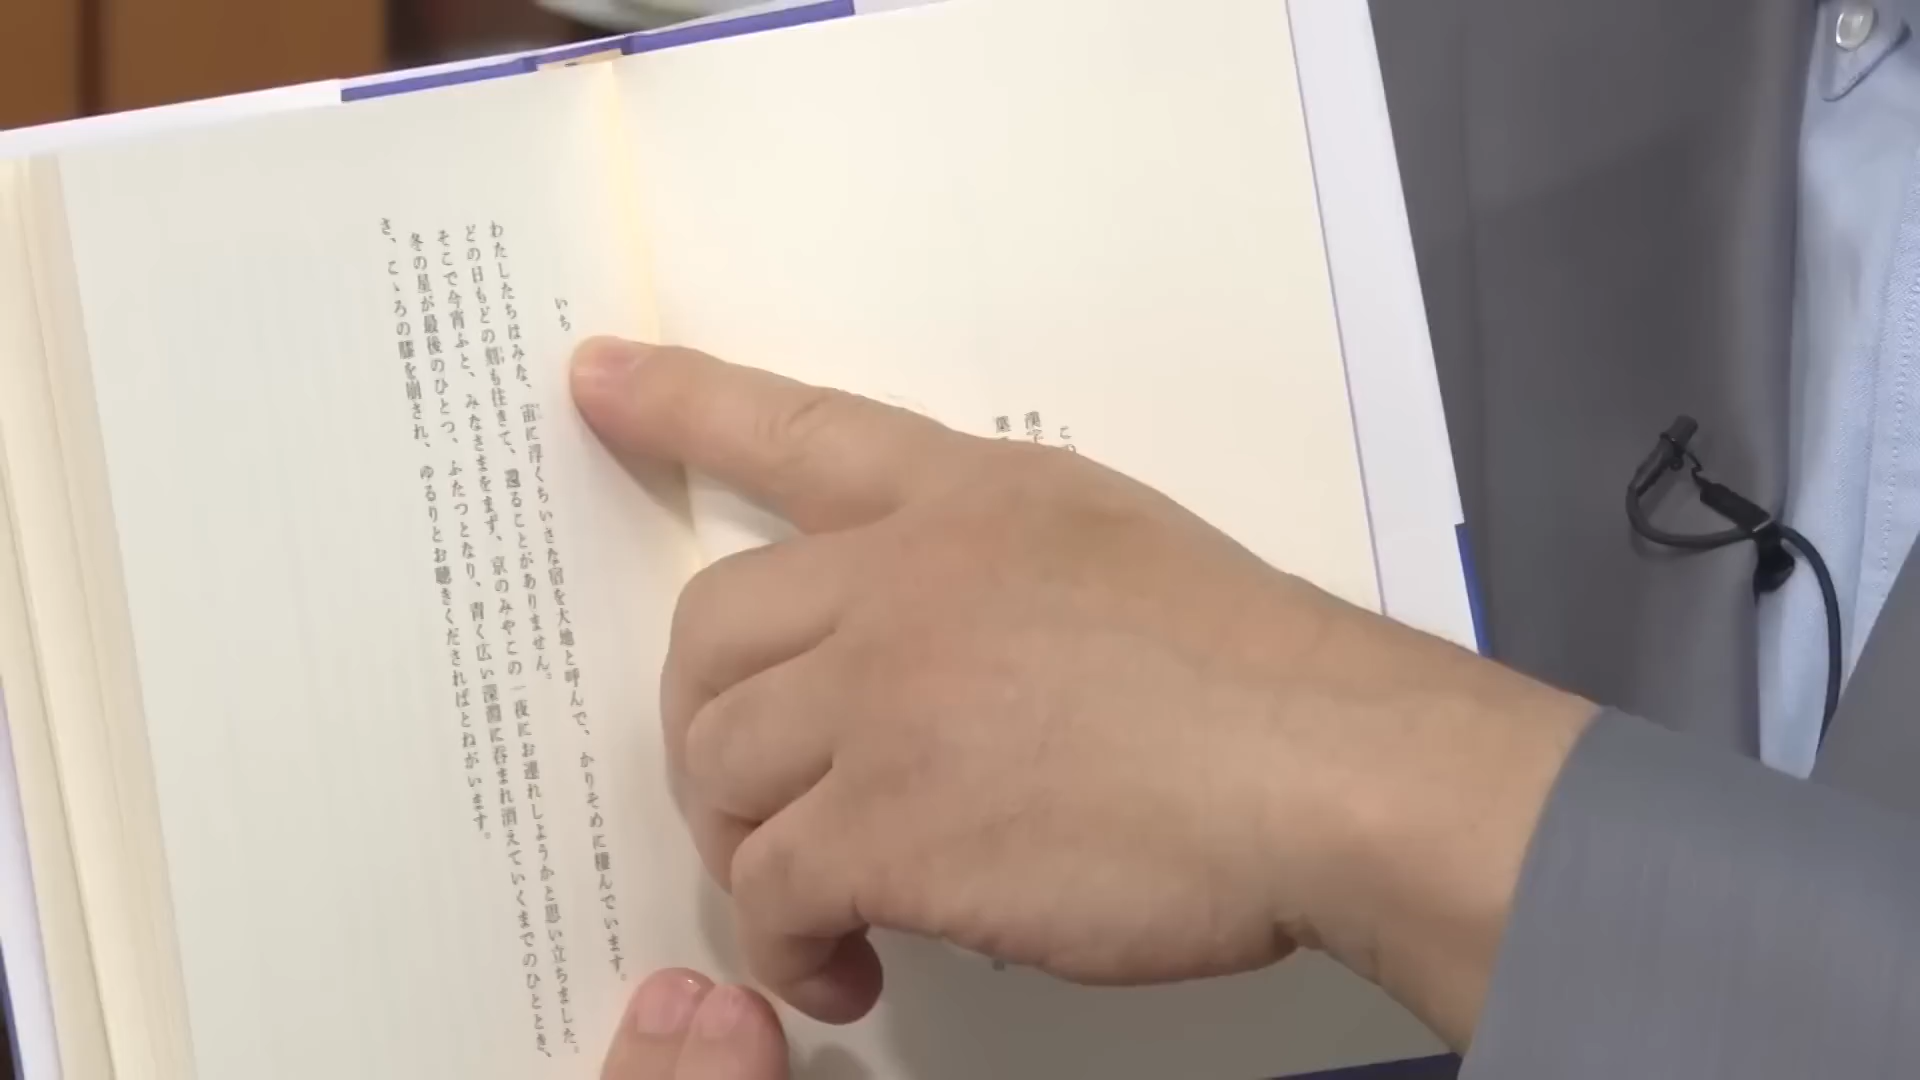 こ
漢字
葉
いち
わたしたちはみな、宙に浮くちいさな宿を大地と呼んで、かりそめに棲んでいます。
どの日もどの刻も往きて、還ることがありません。
そこで今宵ふと、みなさまをまず、京のみやこの一夜にお連れしようかと思い立ちました。
冬の星が最後のひとつ、ふたつとなり、青く広い深淵に呑まれ消えていくまでのひととき、
さ、こゝろの膝を崩され、ゆるりとお聴きくださればとねがいます。